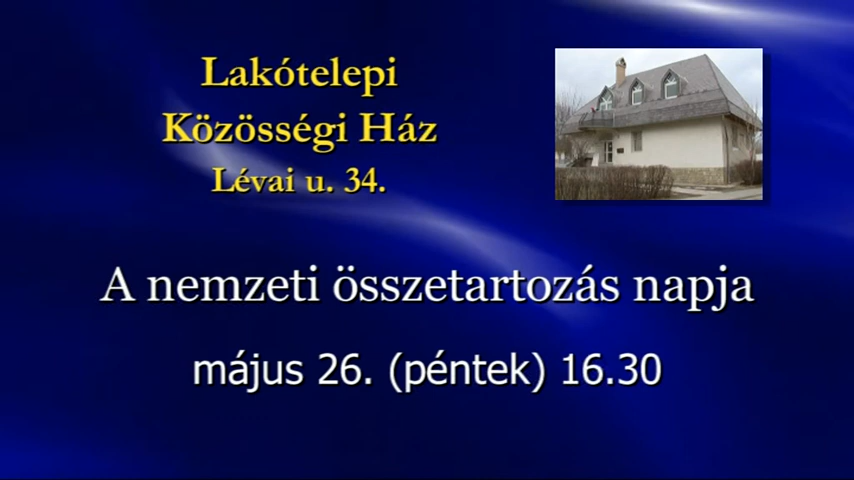 Lakótelepi
Közösségi Ház
Lévai u. 34.
A nemzeti összetartozás napja
május 26. (péntek) 16.30